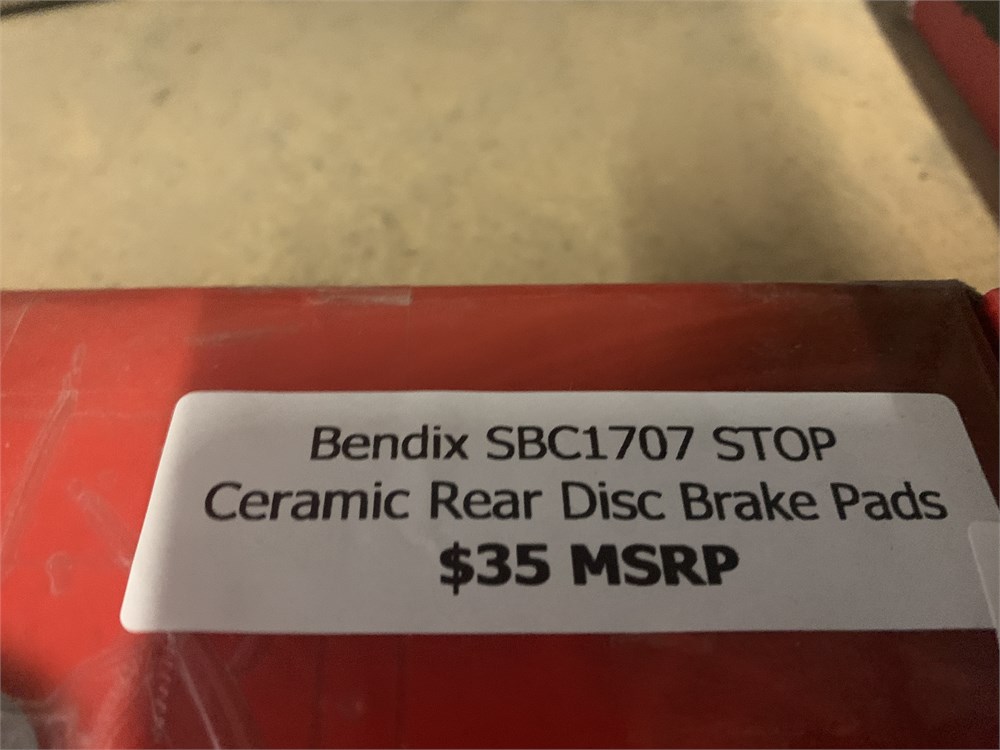 Bendix SBC1707 STOP
Ceramic Rear Disc Brake Pads
$35 MSRP